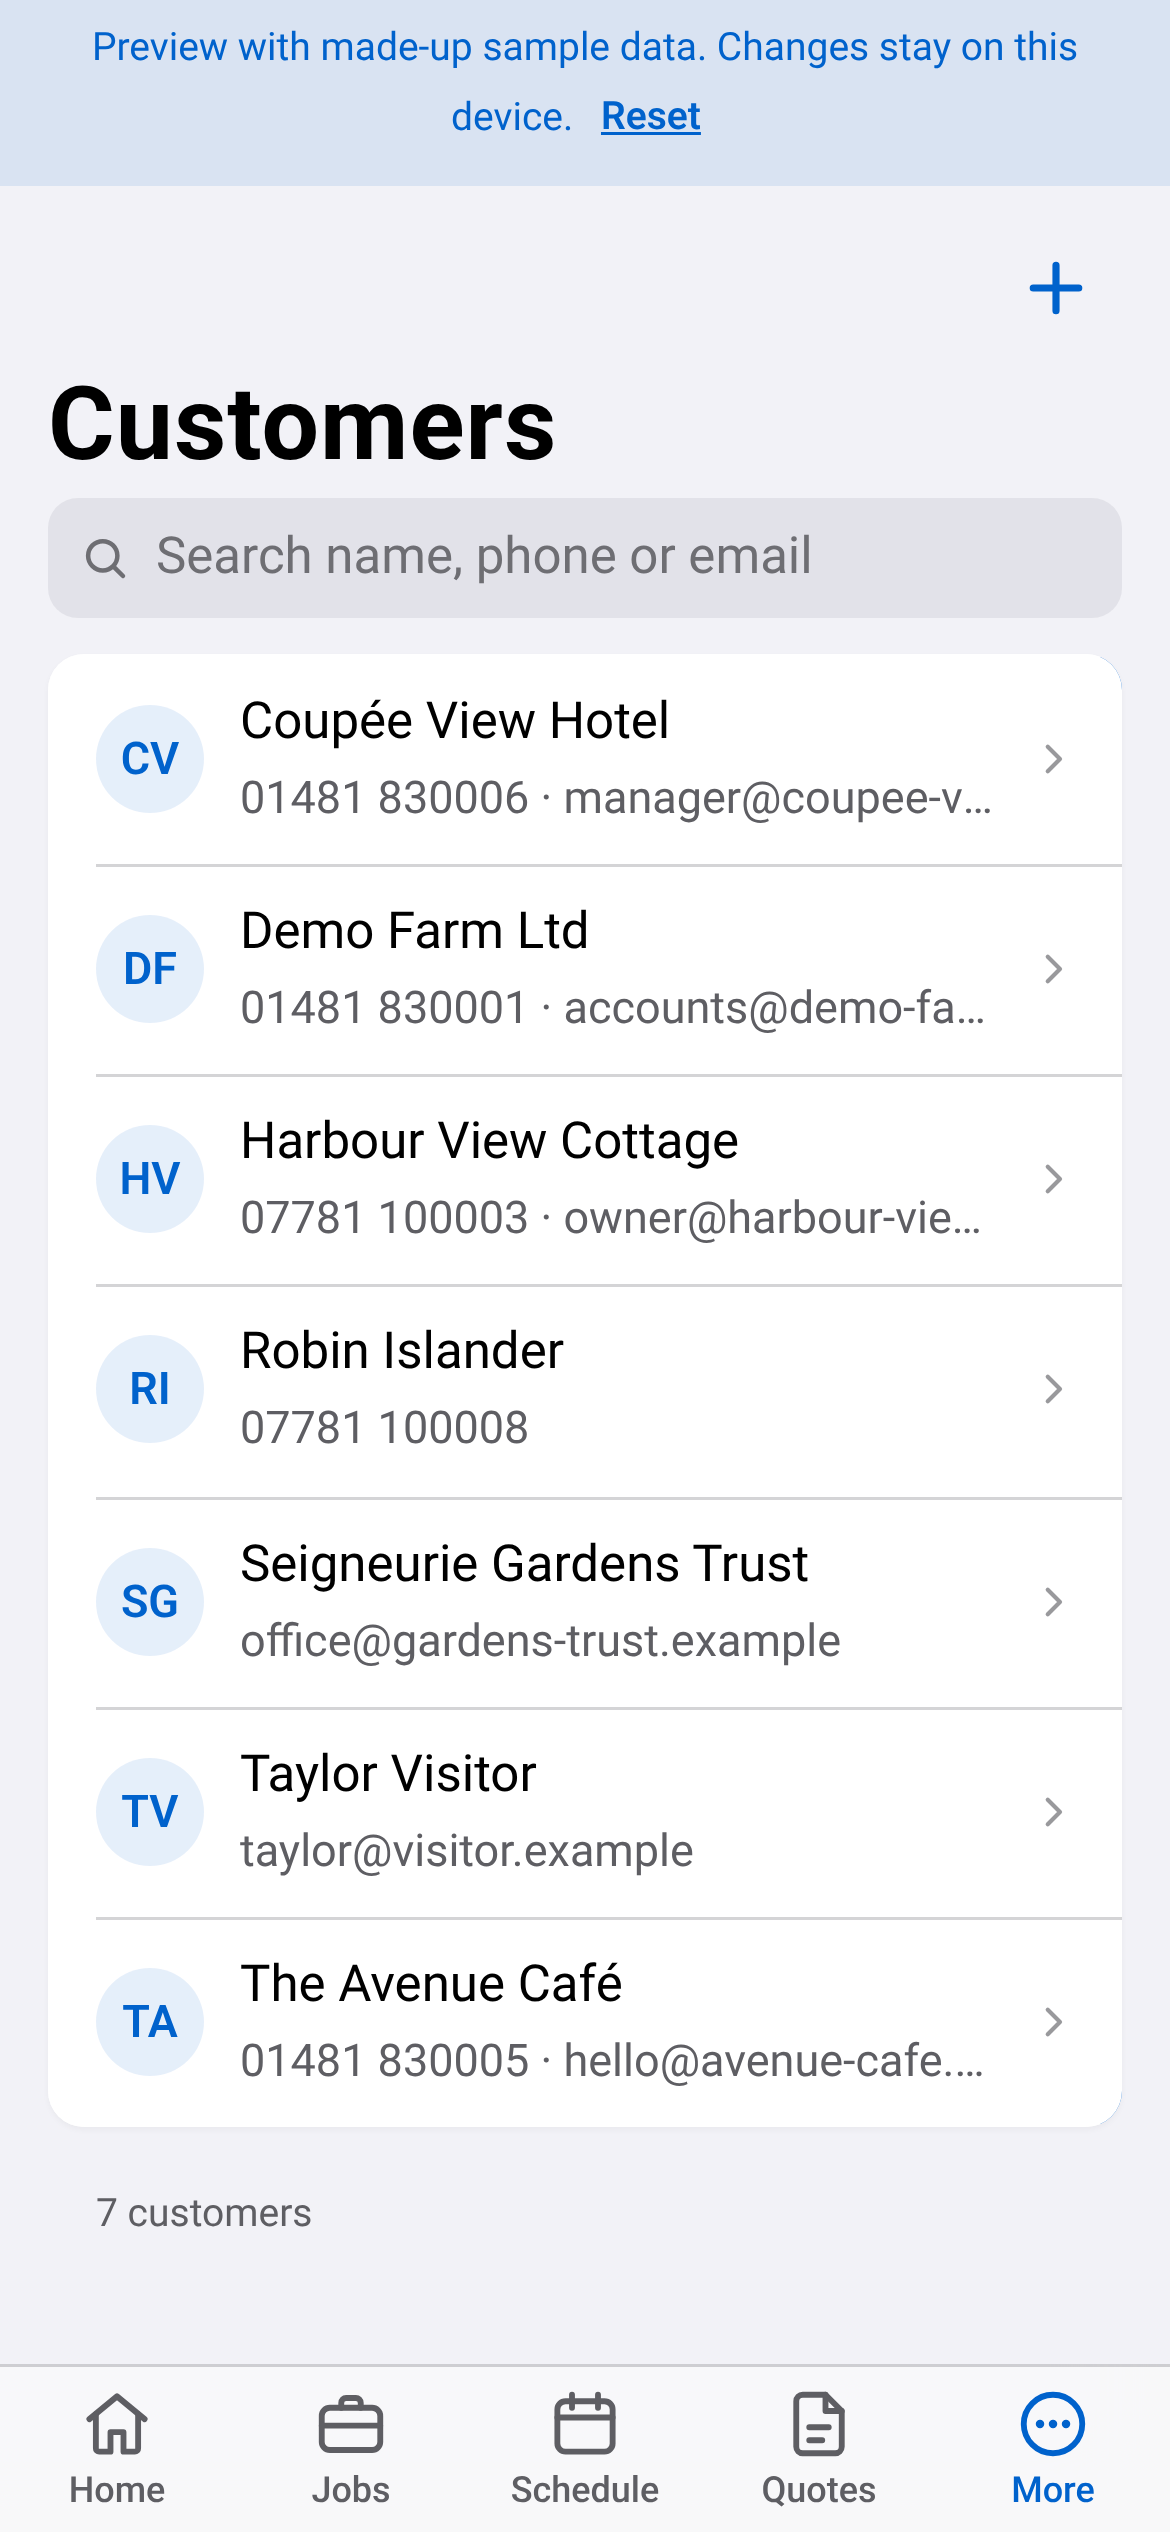 Preview with made-up sample data. Changes stay on this
device. Reset
Customers
Search name, phone or email
CV
Coupée View Hotel
01481 830006 · manager@coupee-v...
DF
Demo Farm Ltd
01481 830001 · accounts@demo-fa...
HV
Harbour View Cottage
07781 100003 · owner@harbour-vie...
RI
Robin Islander
07781 100008
SG
Seigneurie Gardens Trust
office@gardens-trust.example
TV
Taylor Visitor
taylor@visitor.example
TA
The Avenue Café
01481 830005 · hello@avenue-cafe....
7 customers
Home Jobs Schedule Quotes More